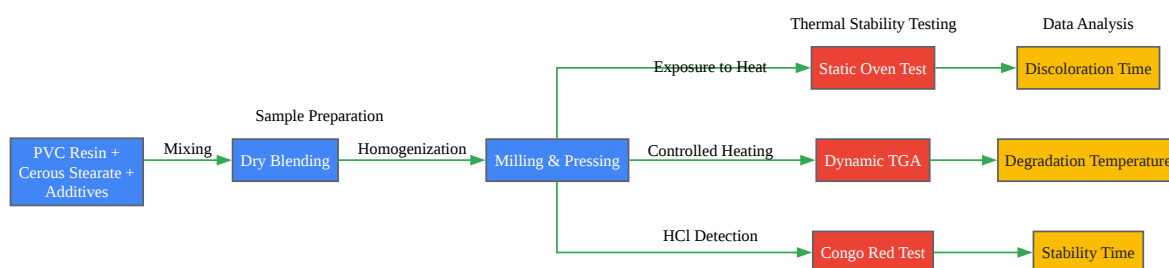 Thermal Stability Testing
Data Analysis
Exposure to Heat
Static Oven Test
Discoloration Time
Sample Preparation
PVC Resin +
Cerous Stearate +
Additives
Mixing
Dry Blending
Homogenization
Milling & Pressing
Controlled Heating
Dynamic TGA
Degradation Temperature
HCl Detection
Congo Red Test
Stability Time